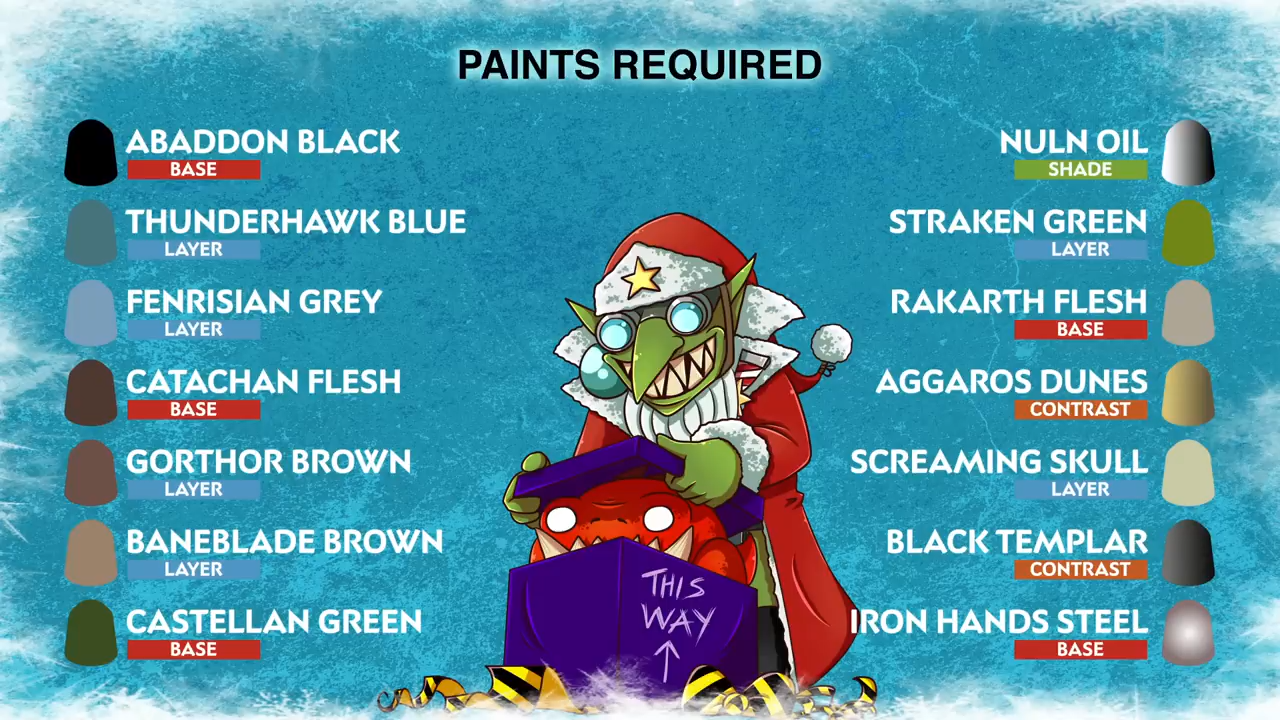 PAINTS REQUIRED
ABADDON BLACK
BASE
THUNDERHAWK BLUE
LAYER
FENRISIAN GREY
LAYER
CATACHAN FLESH
BASE
GORTHOR BROWN
LAYER
BANEBLADE BROWN
LAYER
CASTELLAN GREEN
BASE
NULN OIL
SHADE
STRAKEN GREEN
LAYER
RAKARTH FLESH
BASE
AGGAROS DUNES
CONTRAST
SCREAMING SKULL
LAYER
BLACK TEMPLAR
CONTRAST
IRON HANDS STEEL
BASE
THIS
WAY